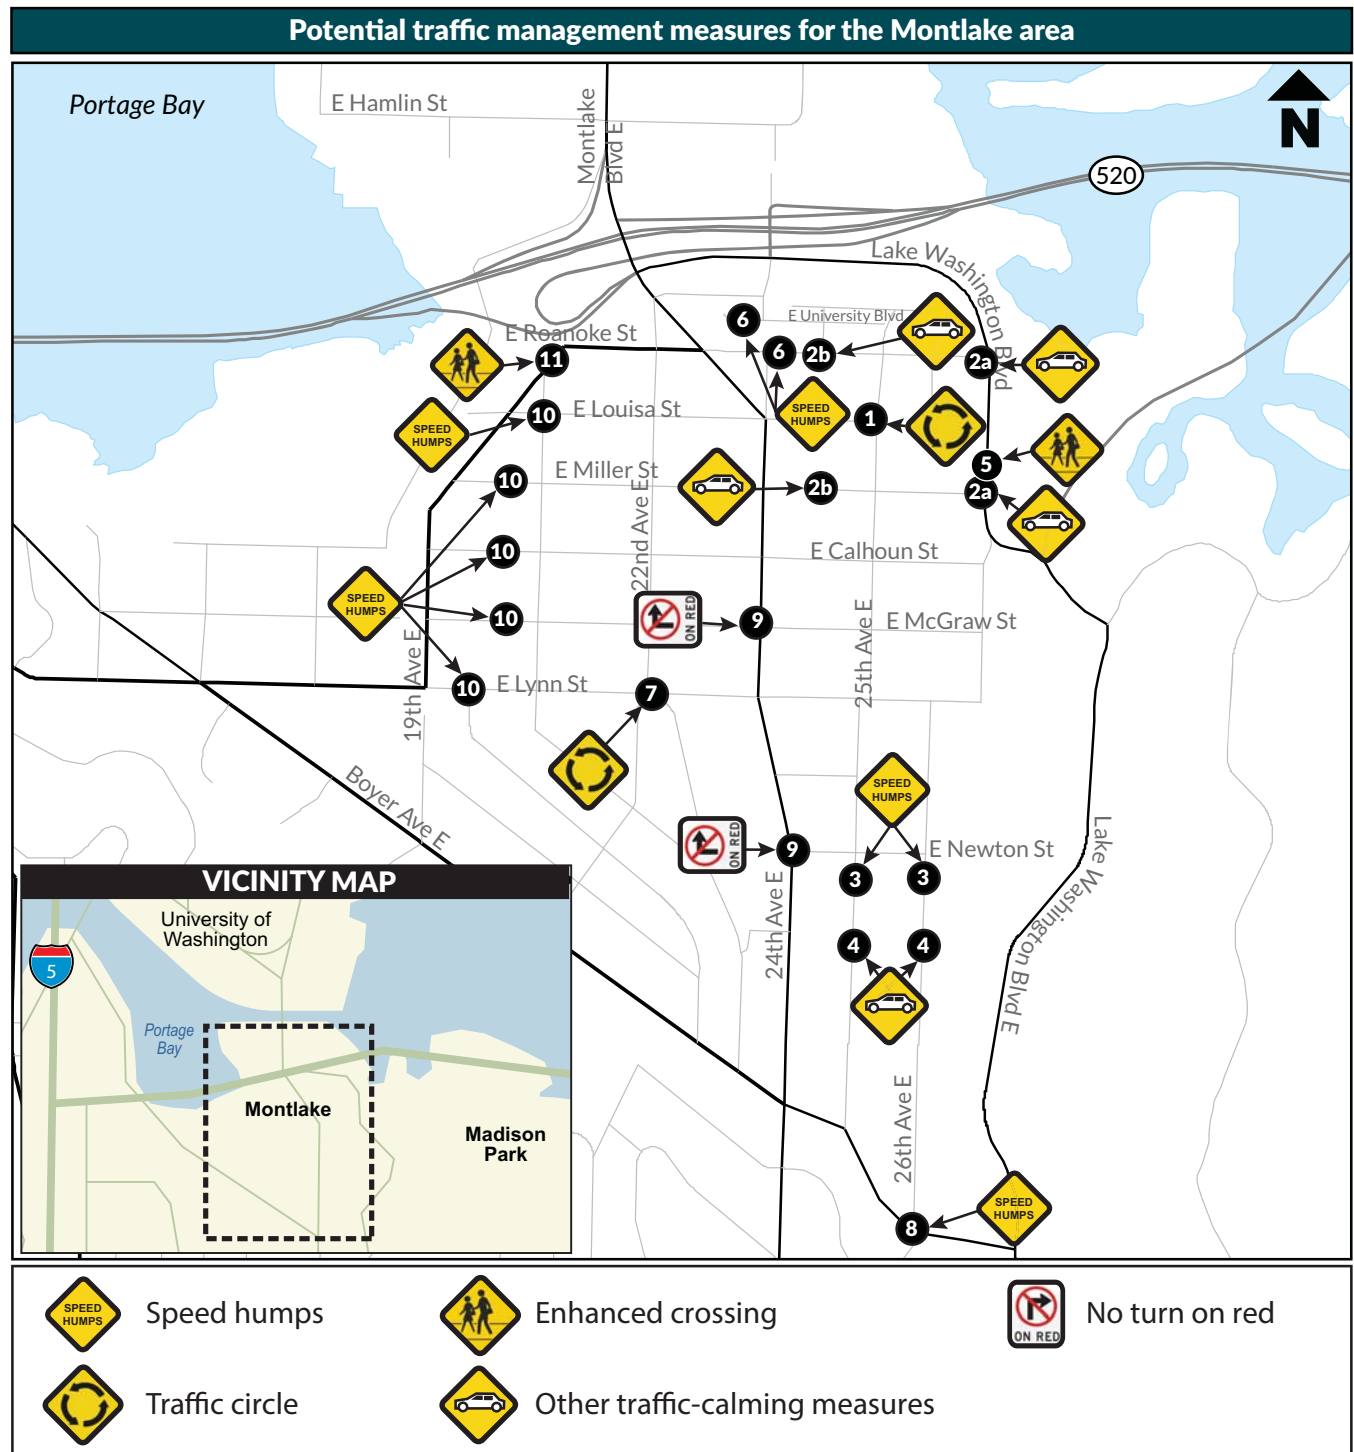 Potential traffic management measures for the Montlake area
Portage Bay
E Hamlin St
Montlake
Blvd E
N
520
Lake Washington Blvd
E University Blvd
E Roanoke St
6
6
2b
2a
11
SPEED
HUMPS
1
10
E Louisa St
SPEED
HUMPS
5
E Miller St
10
2b
2a
22nd Ave E
10
E Calhoun St
SPEED
HUMPS
10
ON RED
9
25th Ave E
E McGraw St
19th Ave E
10
E Lynn St
7
SPEED
HUMPS
Boyer Ave E
ON RED
9
E Newton St
3
3
Lake Washington Blvd E
24th Ave E
4
4
26th Ave E
SPEED
HUMPS
8
VICINITY MAP
University of
Washington
5
Portage
Bay
Montlake
Madison
Park
SPEED
HUMPS
Speed humps
Enhanced crossing
ON RED
No turn on red
Traffic circle
Other traffic-calming measures